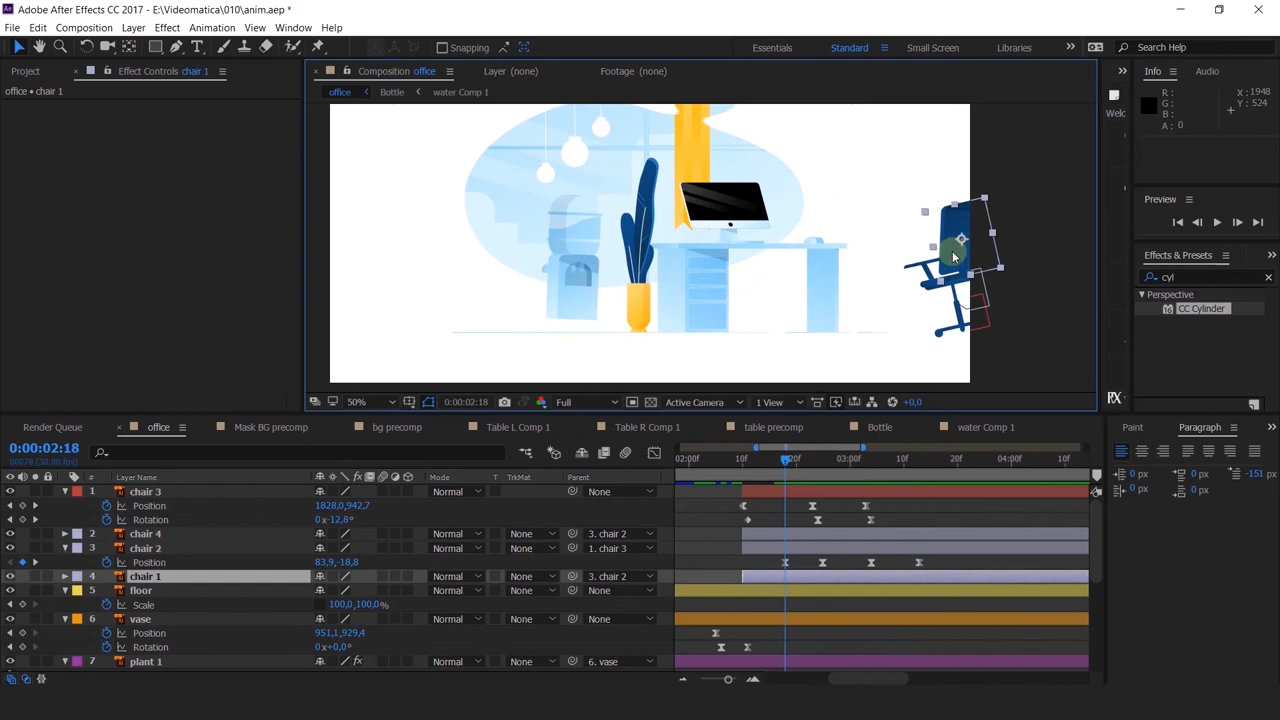 Adobe After Effects CC 2017 - E:\Videomatica\010\anim.aep *
File Edit Composition Layer Effect Animation View Window Help
Snapping Essentials Standard Small Screen Libraries Search Help
Project Effect Controls chair 1 Composition office Layer (none) Footage (none) Info Audio
office • chair 1 office Bottle water Comp 1
R: X: 1948
G: Y: 524
B:
A: 0
Welc
Preview
Effects & Presets
cyl
Perspective
CC Cylinder
50% 0:00:02:18 Full Active Camera 1 View +0,0
Render Queue office Mask BG precomp bg precomp Table L Comp 1 Table R Comp 1 table precomp Bottle water Comp 1 Paint Paragraph
0:00:02:18
00078 (30.00 fps)
02:00f 10f 20f 03:00f 10f 04:00f 10f
0 px 0 px -151 px
0 px 0 px
# Layer Name Mode T TrkMat Parent
1 chair 3 Normal None
Position 1828,0,942,7
Rotation 0x-12,8°
2 chair 4 Normal None 3. chair 2
3 chair 2 Normal None 1. chair 3
Position 83,9,-18,8
4 chair 1 Normal None 3. chair 2
5 floor Normal None None
Scale 100,0,100,0%
6 vase Normal None None
Position 951,1,929,4
Rotation 0x+0,0°
7 plant 1 Normal None 6. vase